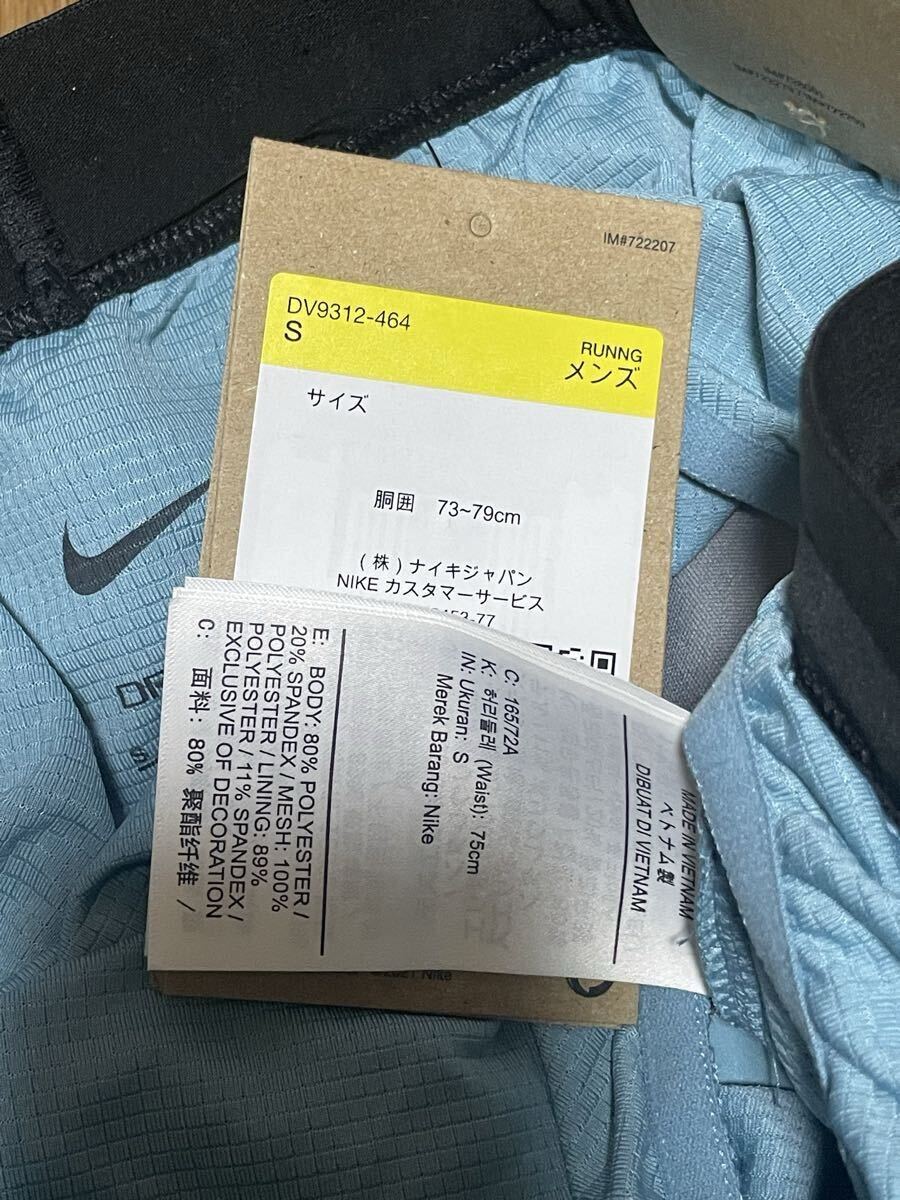 IM#722207
DV9312-464
S
RUNNG
メンズ
サイズ
胴囲 73~79cm
(株)ナイキジャパン
NIKE カスタマーサービス
-77
MADE IN VIETNAM
ベトナム製
DIBUAT DI VIETNAM
C: 165/72A
K: 허리둘레 (Waist): 75cm
IN: Ukuran: S
Merek Barang: Nike
E: BODY: 80% POLYESTER /
20% SPANDEX / MESH: 100%
POLYESTER / LINING: 89%
POLYESTER / 11% SPANDEX /
EXCLUSIVE OF DECORATION
C: 面料: 80% 聚酯纤维 /
Nike